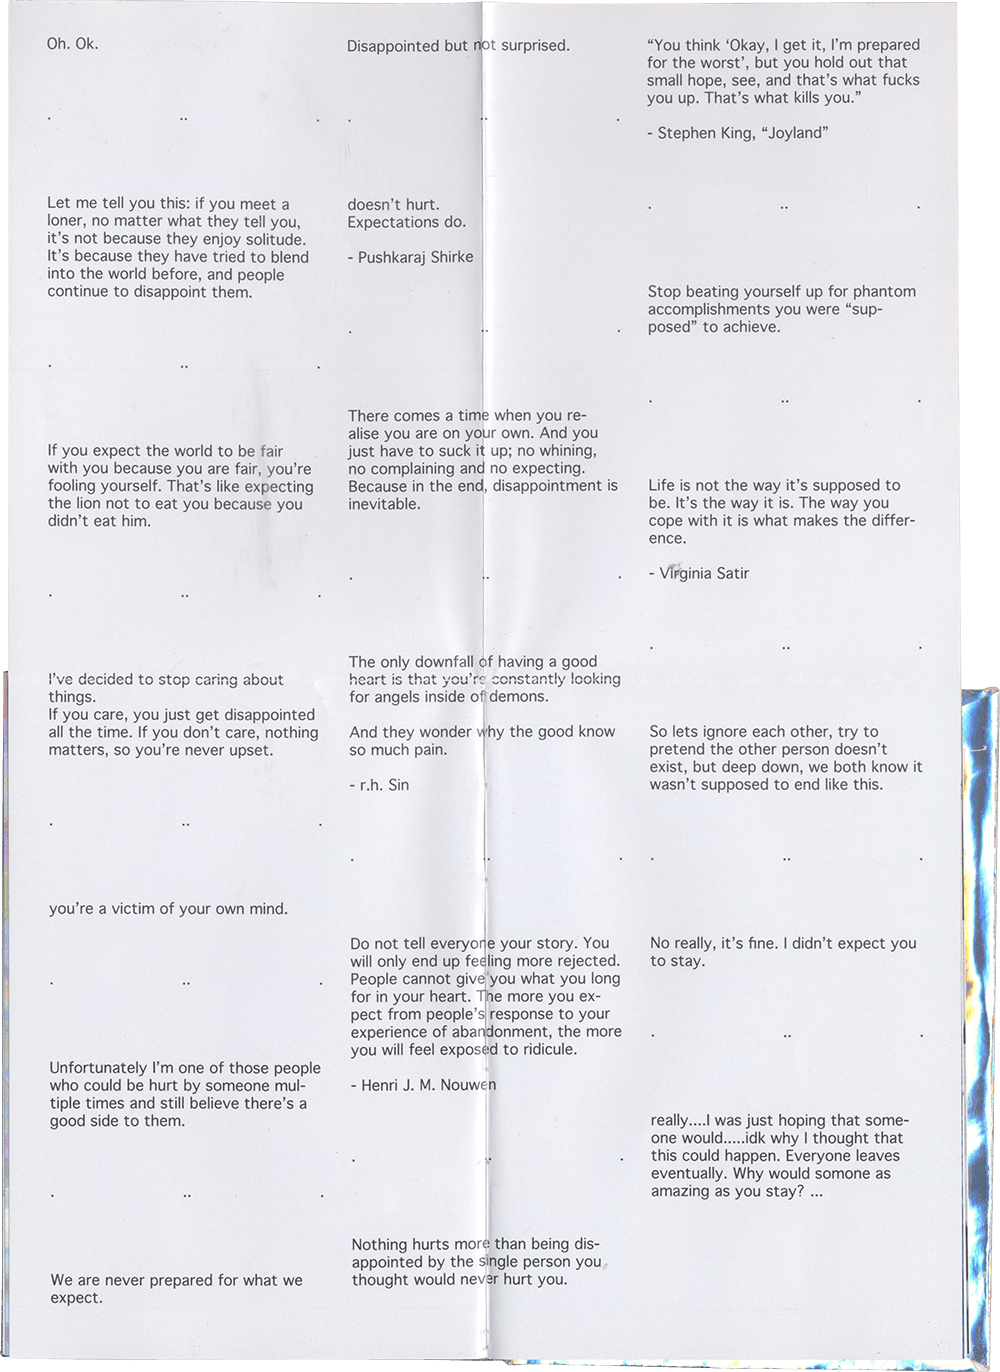 Oh. Ok.
. .. .
Let me tell you this: if you meet a
loner, no matter what they tell you,
it's not because they enjoy solitude.
It's because they have tried to blend
into the world before, and people
continue to disappoint them.
. .. .
If you expect the world to be fair
with you because you are fair, you're
fooling yourself. That's like expecting
the lion not to eat you because you
didn't eat him.
. .. .
I've decided to stop caring about
things.
If you care, you just get disappointed
all the time. If you don't care, nothing
matters, so you're never upset.
. .. .
you're a victim of your own mind.
. .. .
Unfortunately I'm one of those people
who could be hurt by someone mul-
tiple times and still believe there's a
good side to them.
. .. .
We are never prepared for what we
expect.
Disappointed but not surprised.
. .. .
doesn't hurt.
Expectations do.
- Pushkaraj Shirke
. .. .
There comes a time when you re-
alise you are on your own. And you
just have to suck it up; no whining,
no complaining and no expecting.
Because in the end, disappointment is
inevitable.
. .. .
The only downfall of having a good
heart is that you're constantly looking
for angels inside of demons.
And they wonder why the good know
so much pain.
- r.h. Sin
. .. .
Do not tell everyone your story. You
will only end up feeling more rejected.
People cannot give you what you long
for in your heart. The more you ex-
pect from people's response to your
experience of abandonment, the more
you will feel exposed to ridicule.
- Henri J. M. Nouwen
. .. .
Nothing hurts more than being dis-
appointed by the single person you
thought would never hurt you.
“You think ‘Okay, I get it, I'm prepared
for the worst’, but you hold out that
small hope, see, and that's what fucks
you up. That's what kills you.”
- Stephen King, “Joyland”
. .. .
Stop beating yourself up for phantom
accomplishments you were “sup-
posed” to achieve.
. .. .
Life is not the way it's supposed to
be. It's the way it is. The way you
cope with it is what makes the differ-
ence.
- Virginia Satir
. .. .
So lets ignore each other, try to
pretend the other person doesn't
exist, but deep down, we both know it
wasn't supposed to end like this.
. .. .
No really, it's fine. I didn't expect you
to stay.
. .. .
really....I was just hoping that some-
one would.....idk why I thought that
this could happen. Everyone leaves
eventually. Why would somone as
amazing as you stay? ...